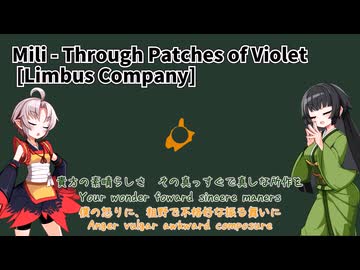 Mili - Through Patches of Violet
[Limbus Company]
貴方の素晴らしさ　その真っすぐで真しな所作と
Your wonder foward sincere maners
僕の怒りに、粗野で不格好な振る舞いに
Anger vulgar awkward composure